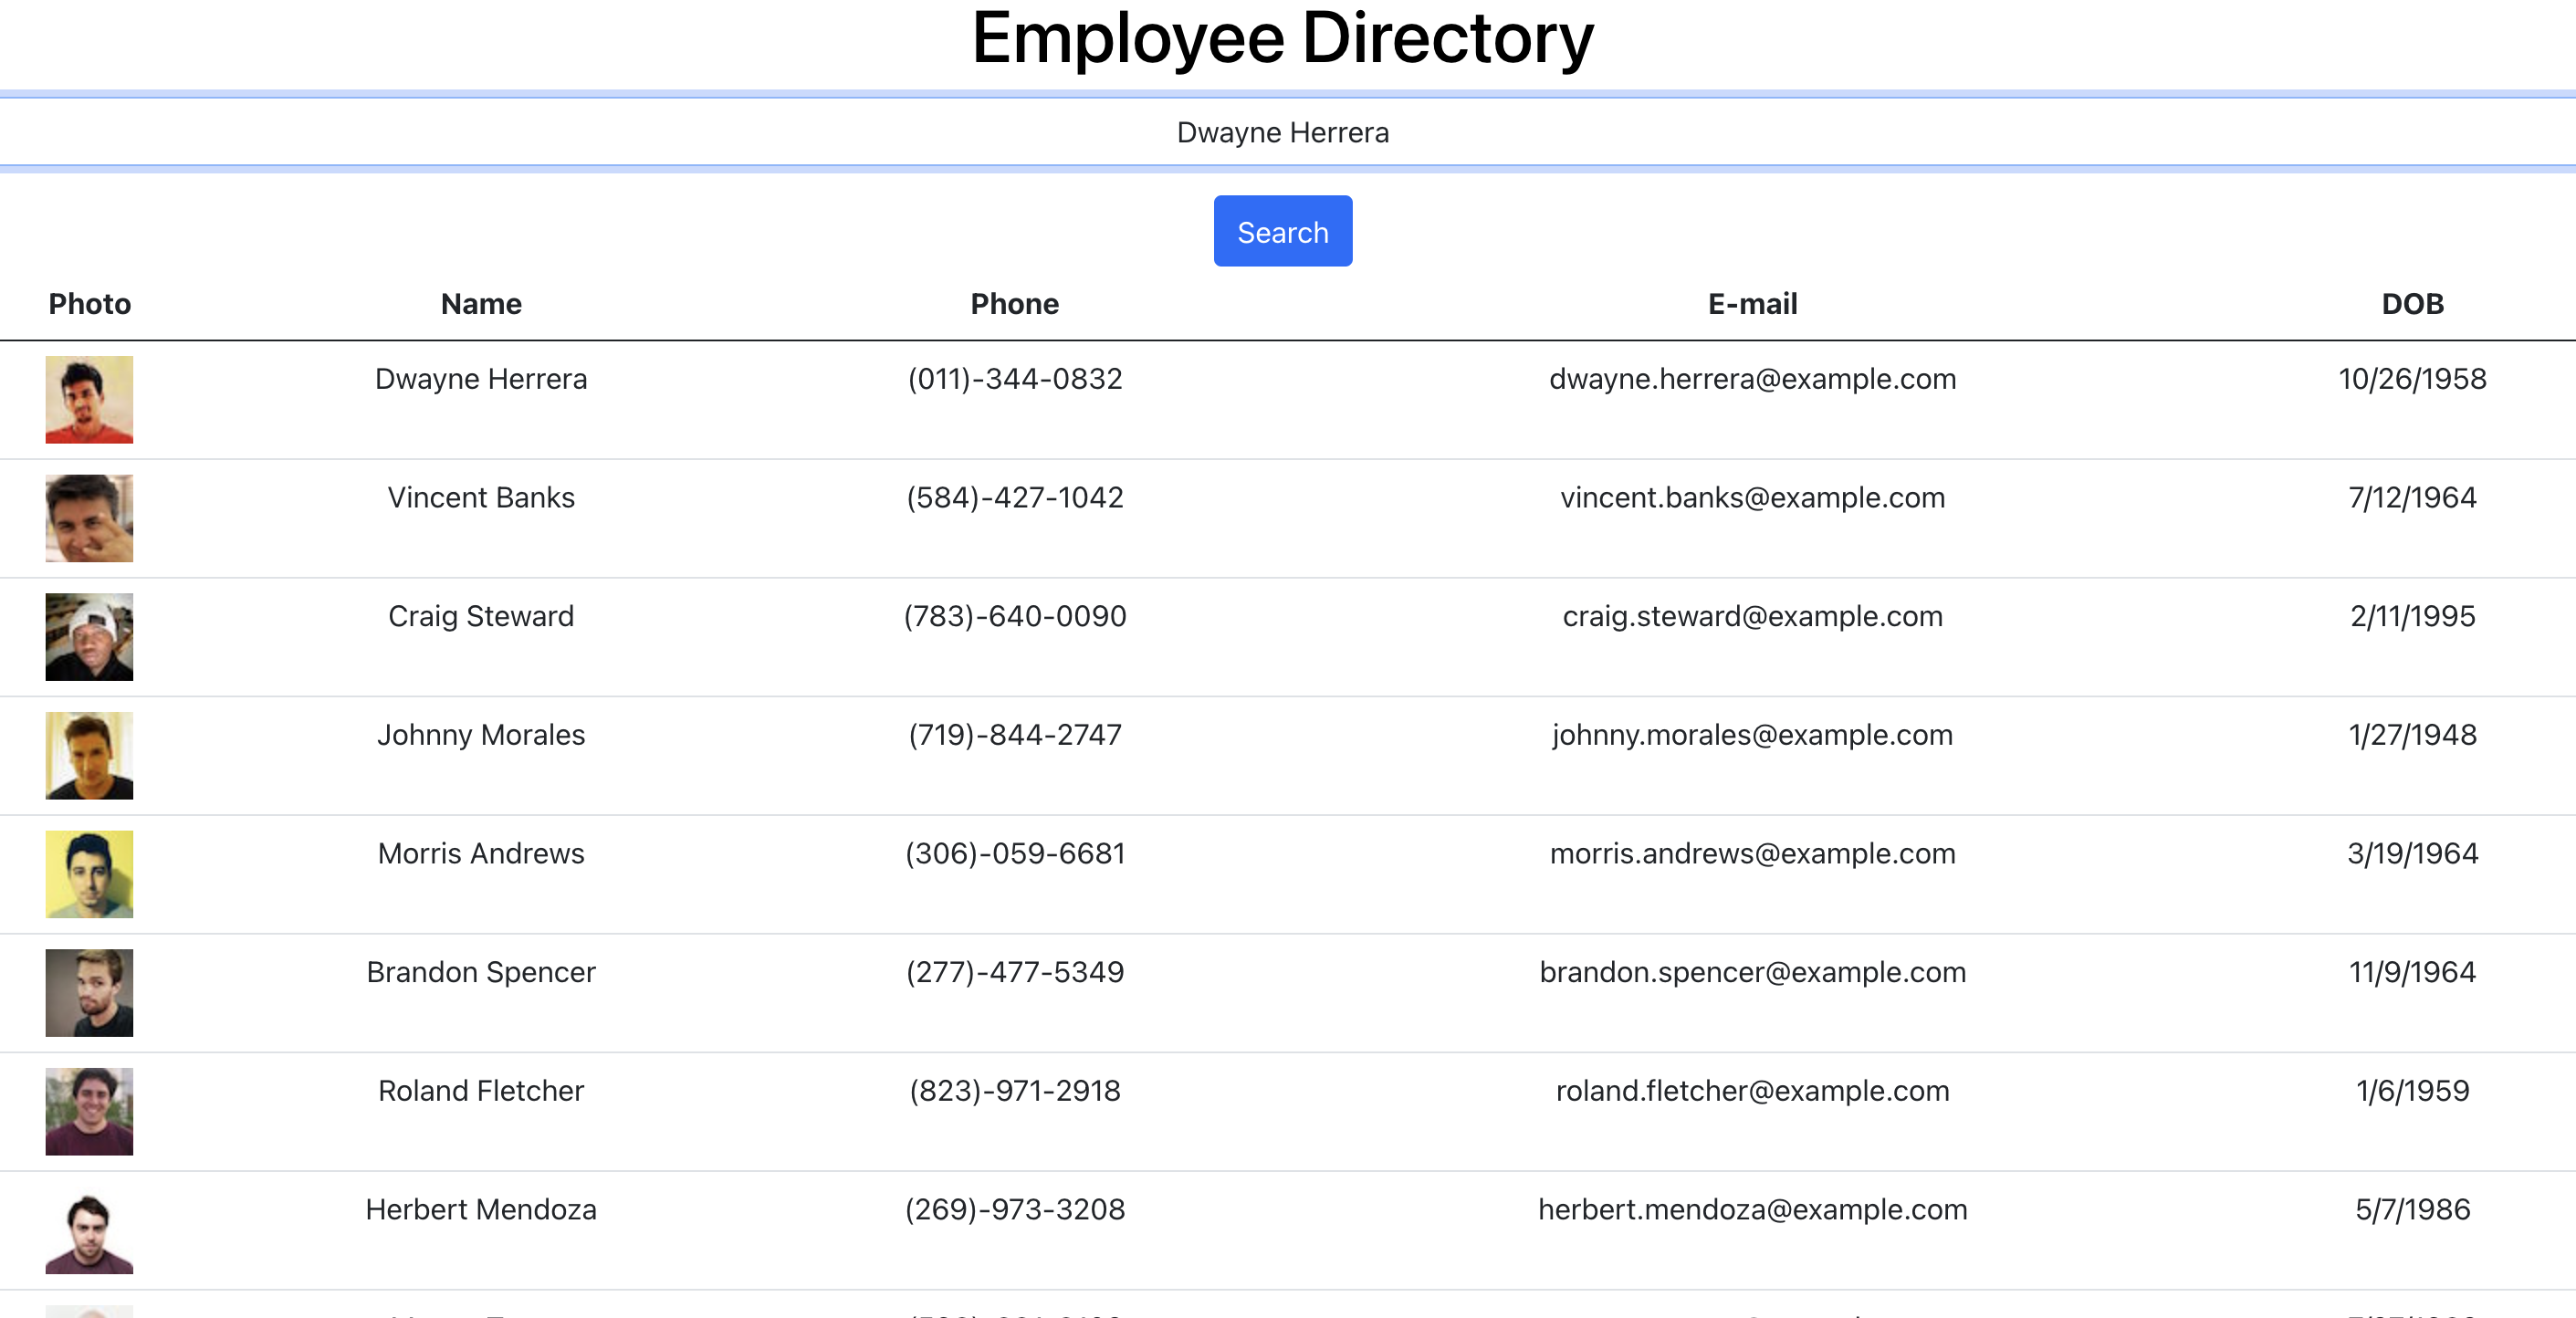 Employee Directory
Dwayne Herrera
Search
Photo Name Phone E-mail DOB
Dwayne Herrera (011)-344-0832 dwayne.herrera@example.com 10/26/1958
Vincent Banks (584)-427-1042 vincent.banks@example.com 7/12/1964
Craig Steward (783)-640-0090 craig.steward@example.com 2/11/1995
Johnny Morales (719)-844-2747 johnny.morales@example.com 1/27/1948
Morris Andrews (306)-059-6681 morris.andrews@example.com 3/19/1964
Brandon Spencer (277)-477-5349 brandon.spencer@example.com 11/9/1964
Roland Fletcher (823)-971-2918 roland.fletcher@example.com 1/6/1959
Herbert Mendoza (269)-973-3208 herbert.mendoza@example.com 5/7/1986